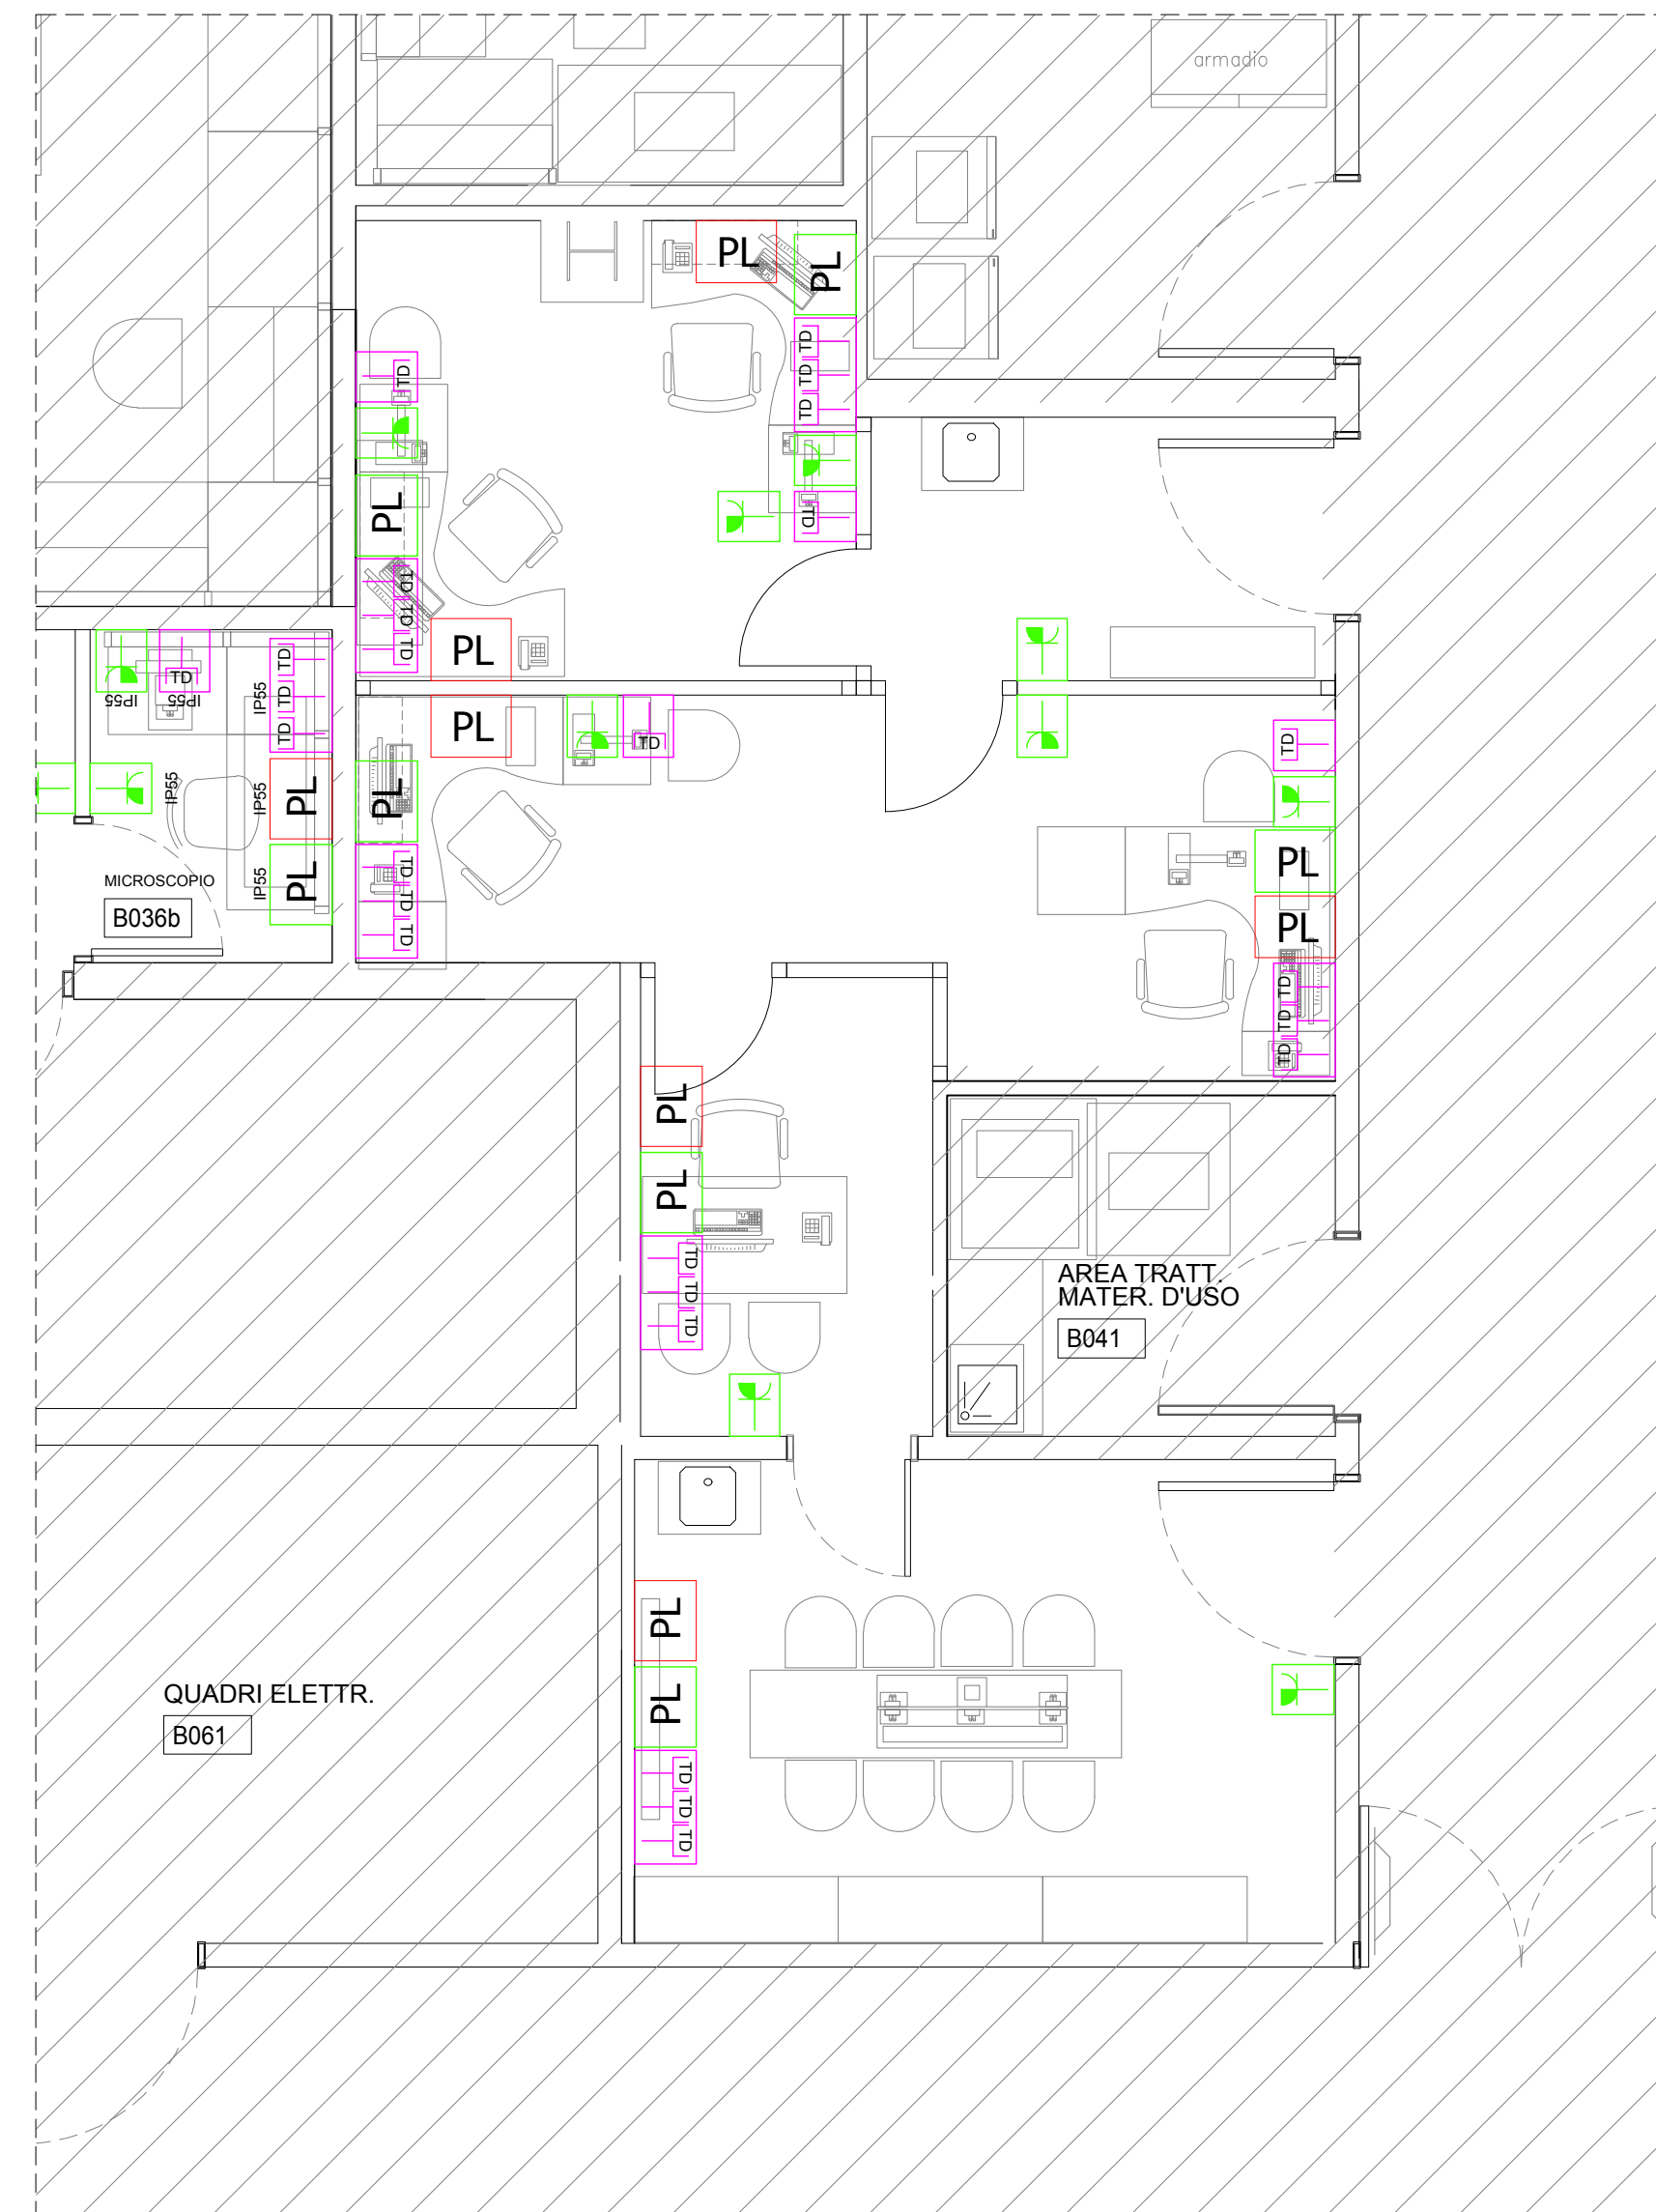 armadio
PL
PL
TD
TD
TD
TD
PL
TD
TD
TD
TD
TD
PL
TD
IP55
IP55
TD
TD
TD
IP55
PL
TD
TD
IP55
IP55
PL
PL
TD
TD
TD
PL
IP55
PL
PL
MICROSCOPIO
B036b
TD
TD
TD
PL
PL
TD
TD
TD
AREA TRATT.
MATER. D'USO
B041
PL
QUADRI ELETTR.
B061
PL
TD
TD
TD